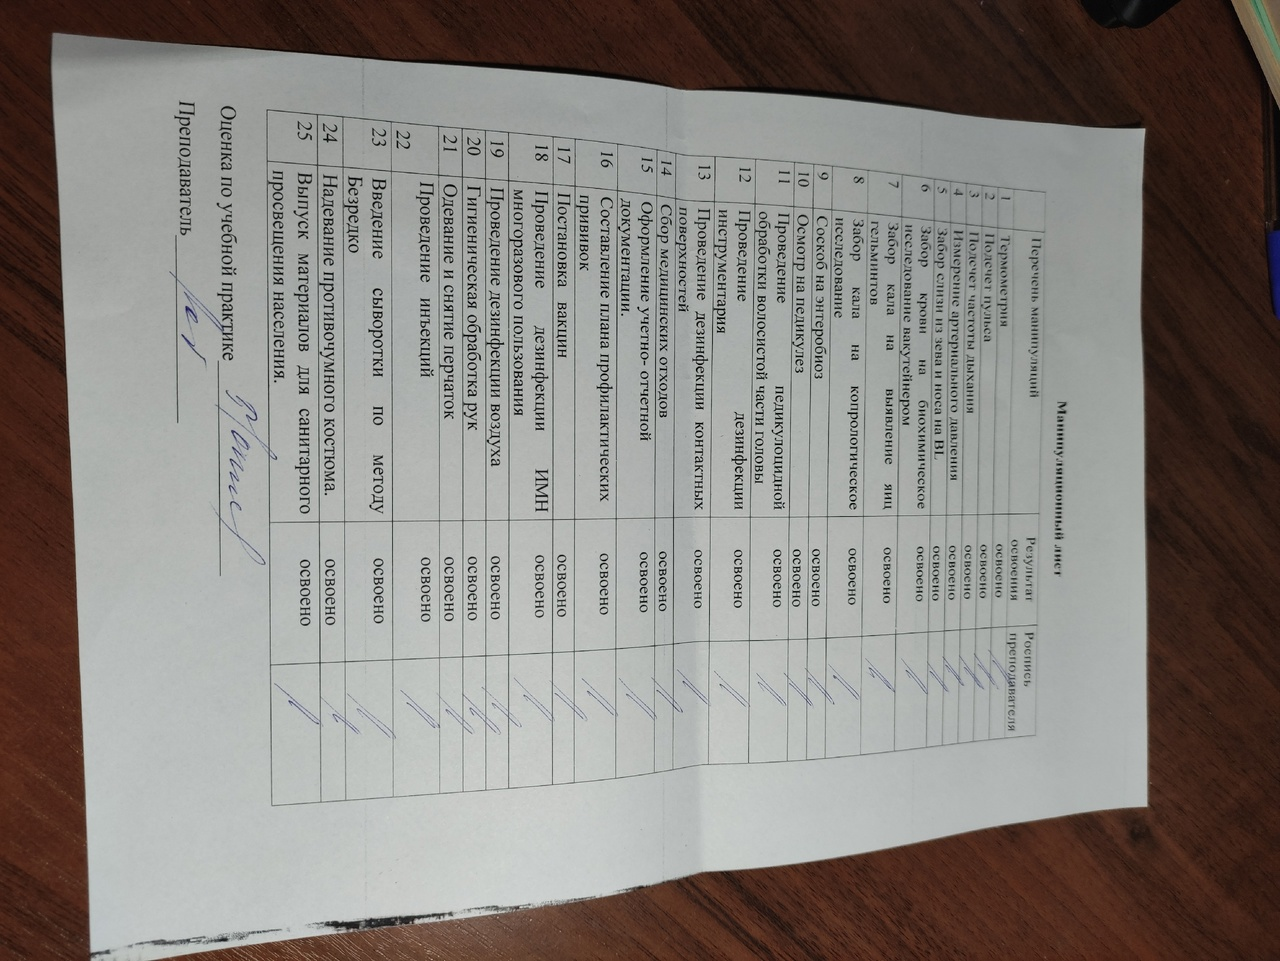 Манипуляционный лист
Перечень манипуляций Результат освоения Роспись преподавателя
1 Термометрия освоено
2 Подсчет пульса освоено
3 Подсчет частоты дыхания освоено
4 Измерение артериального давления освоено
5 Забор слизи из зева и носа на BL освоено
6 Забор крови на биохимическое освоено
исследование вакутейнером
7 Забор кала на выявление яиц освоено
гельминтов
8 Забор кала на копрологическое освоено
исследование
9 Соскоб на энтеробиоз освоено
10 Осмотр на педикулез освоено
11 Проведение педикулоцидной освоено
обработки волосистой части головы
12 Проведение дезинфекции освоено
инструментария
13 Проведение дезинфекции контактных освоено
поверхностей
14 Сбор медицинских отходов освоено
15 Оформление учетно- отчетной освоено
документации.
16 Составление плана профилактических освоено
прививок
17 Постановка вакцин освоено
18 Проведение дезинфекции ИМН освоено
многоразового пользования
19 Проведение дезинфекции воздуха освоено
20 Гигиеническая обработка рук освоено
21 Одевание и снятие перчаток освоено
22 Проведение инъекций освоено
23 Введение сыворотки по методу освоено
Безредко
24 Надевание противочумного костюма. освоено
25 Выпуск материалов для санитарного освоено
просвещения населения.
Оценка по учебной практике
Преподаватель